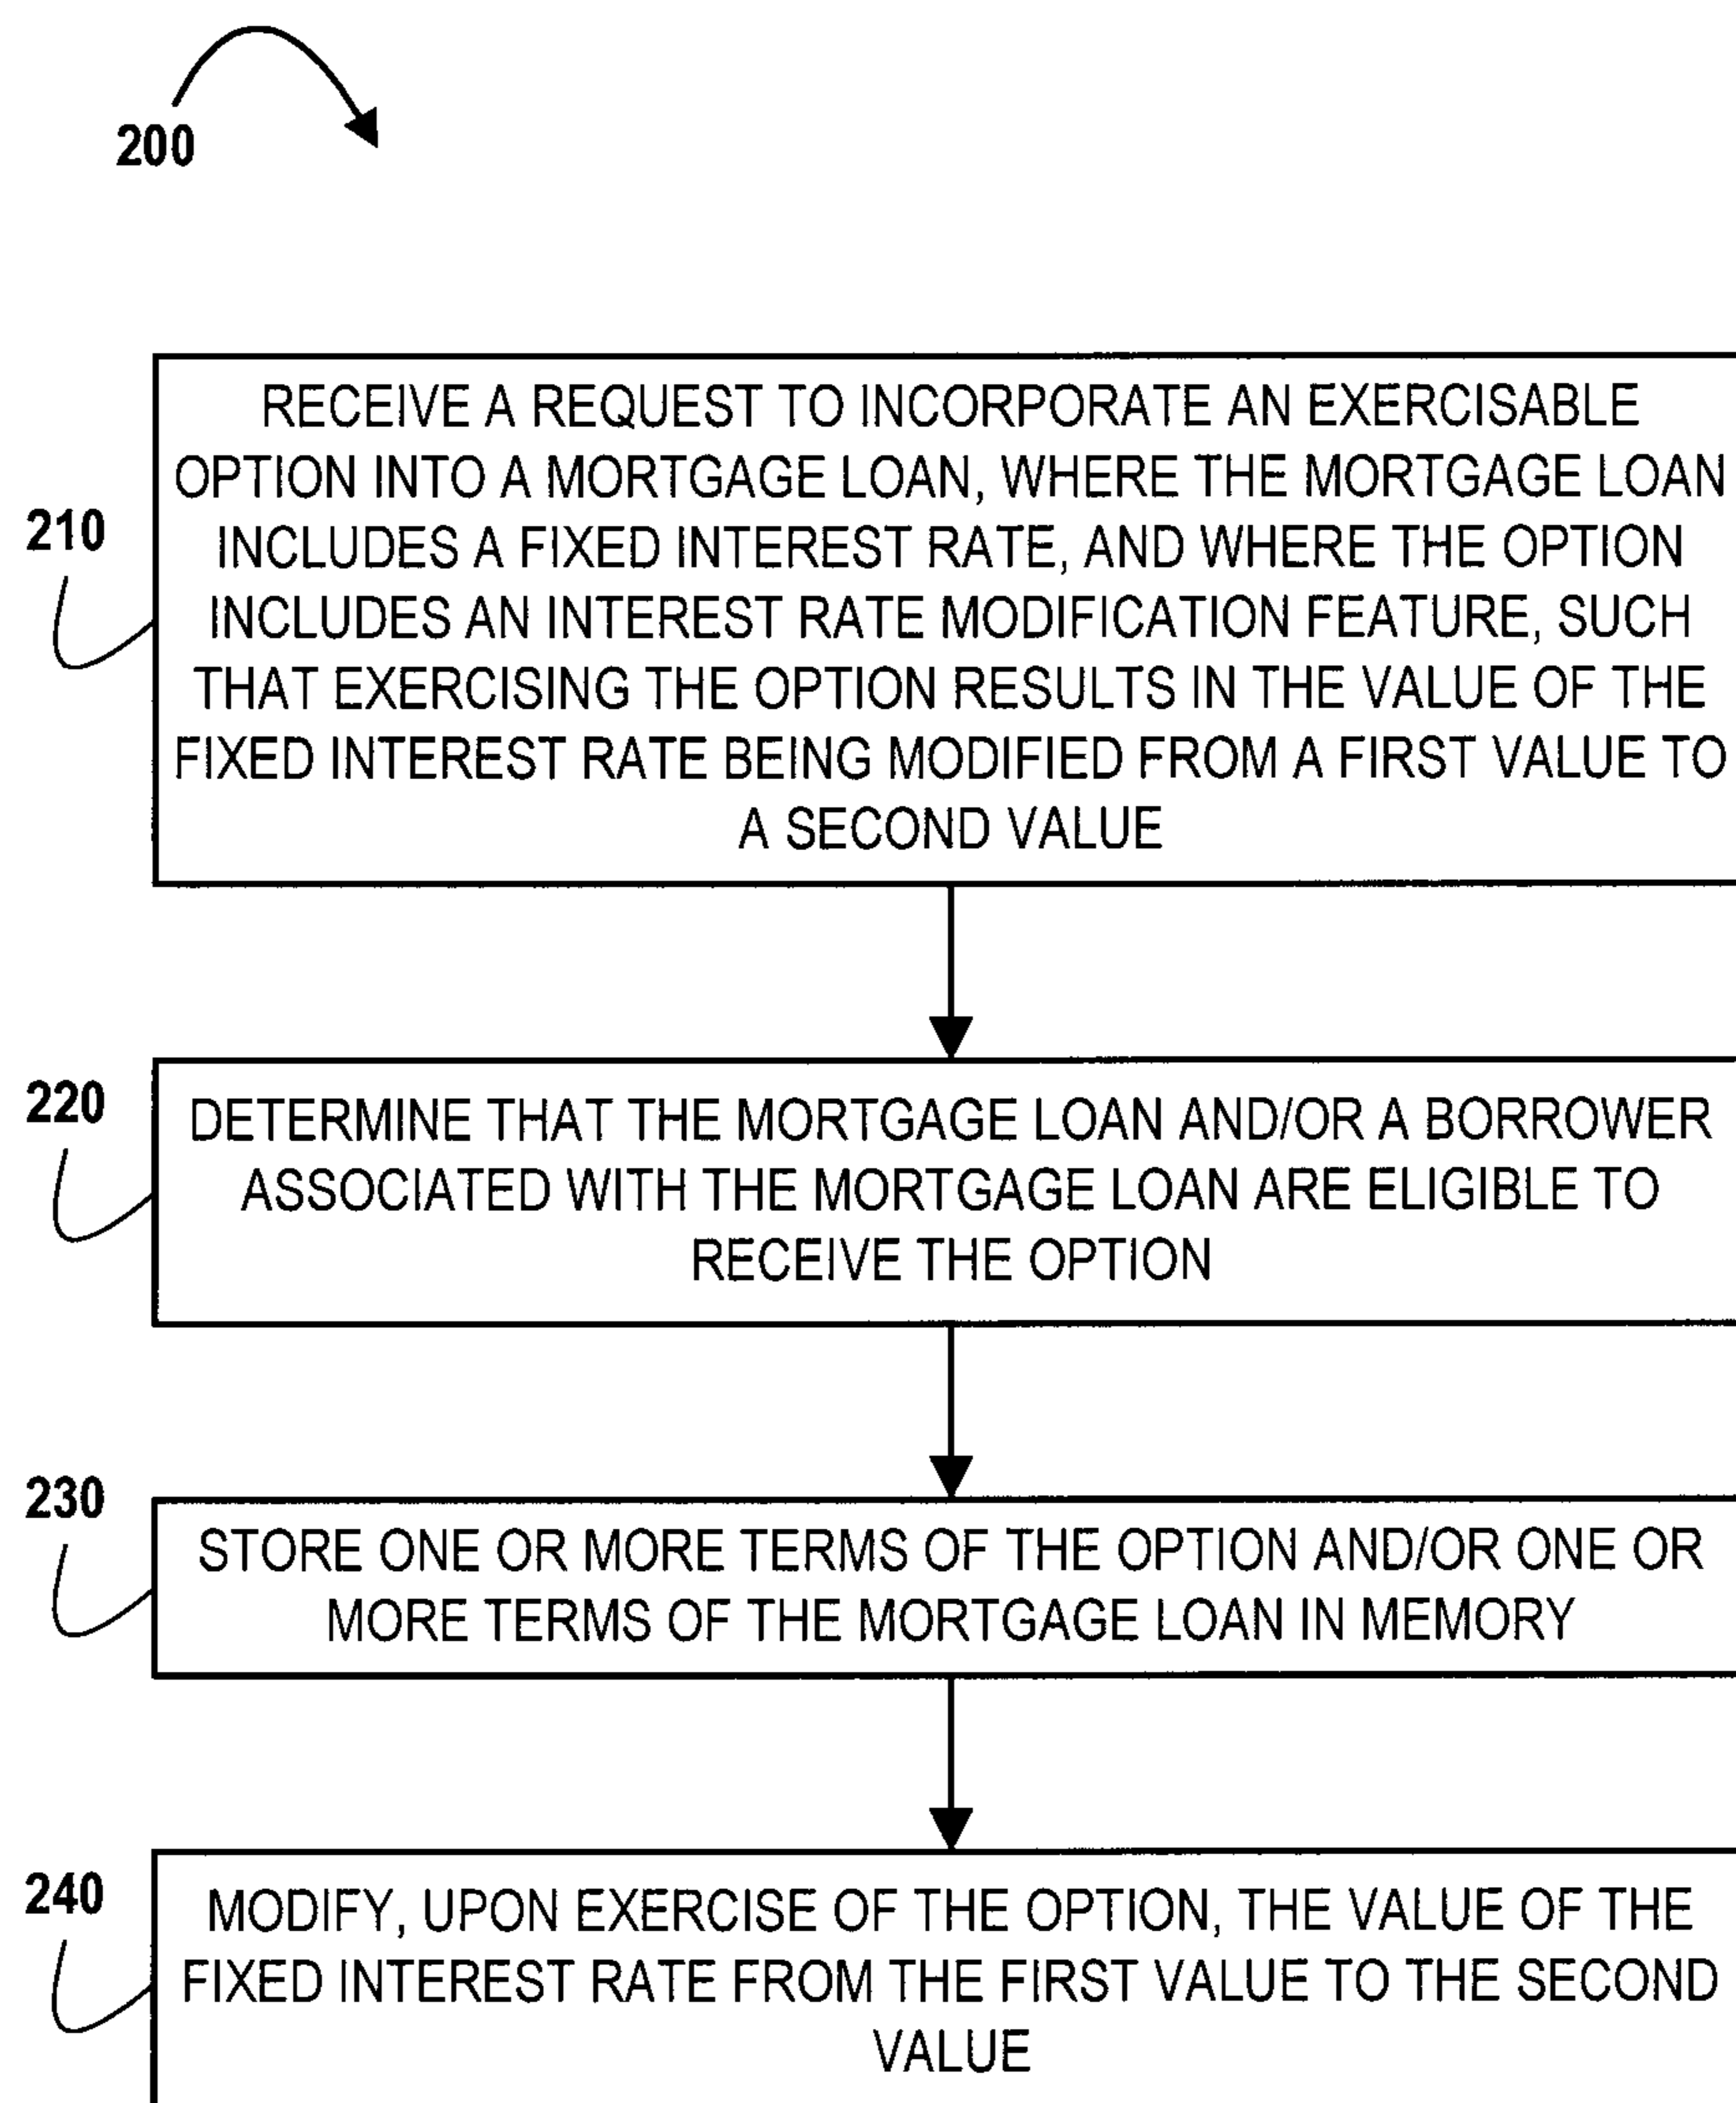 200
210
RECEIVE A REQUEST TO INCORPORATE AN EXERCISABLE
OPTION INTO A MORTGAGE LOAN, WHERE THE MORTGAGE LOAN
INCLUDES A FIXED INTEREST RATE, AND WHERE THE OPTION
INCLUDES AN INTEREST RATE MODIFICATION FEATURE, SUCH
THAT EXERCISING THE OPTION RESULTS IN THE VALUE OF THE
FIXED INTEREST RATE BEING MODIFIED FROM A FIRST VALUE TO
A SECOND VALUE
220
DETERMINE THAT THE MORTGAGE LOAN AND/OR A BORROWER
ASSOCIATED WITH THE MORTGAGE LOAN ARE ELIGIBLE TO
RECEIVE THE OPTION
230
STORE ONE OR MORE TERMS OF THE OPTION AND/OR ONE OR
MORE TERMS OF THE MORTGAGE LOAN IN MEMORY
240
MODIFY, UPON EXERCISE OF THE OPTION, THE VALUE OF THE
FIXED INTEREST RATE FROM THE FIRST VALUE TO THE SECOND
VALUE